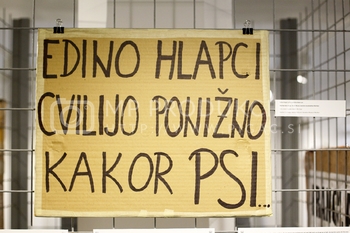 EDINO HLAPCI
CVILIJO PONIŽNO
KAKOR PSI...